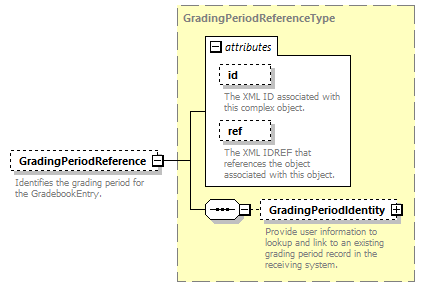 GradingPeriodReferenceType
attributes
id
The XML ID associated with
this complex object.
ref
The XML IDREF that
references the object
associated with this object.
GradingPeriodReference
Identifies the grading period for
the GradebookEntry.
GradingPeriodIdentity
Provide user information to
lookup and link to an existing
grading period record in the
receiving system.